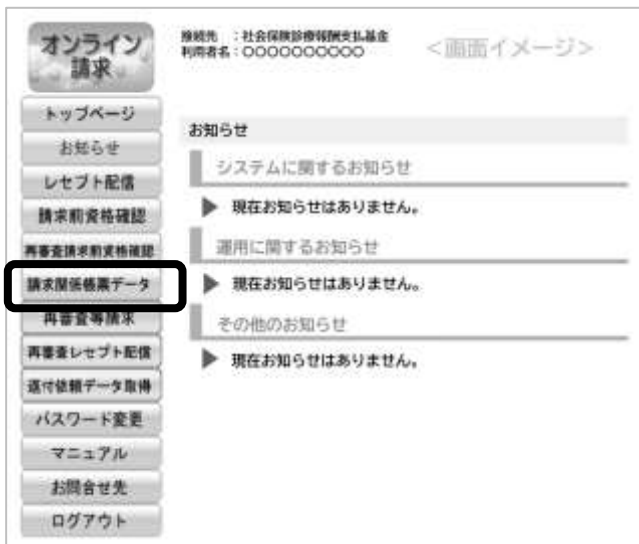 オンライン
請求
接続先 ：社会保険診療報酬支払基金
利用者名：○○○○○○○○○○
＜画面イメージ＞
トップページ
お知らせ
レセプト配信
請求前資格確認
再審査請求前資格確認
請求関係帳票データ
再審査等請求
再審査レセプト配信
返付依頼データ取得
パスワード変更
マニュアル
お問合せ先
ログアウト
お知らせ
システムに関するお知らせ
▶ 現在お知らせはありません。
運用に関するお知らせ
▶ 現在お知らせはありません。
その他のお知らせ
▶ 現在お知らせはありません。